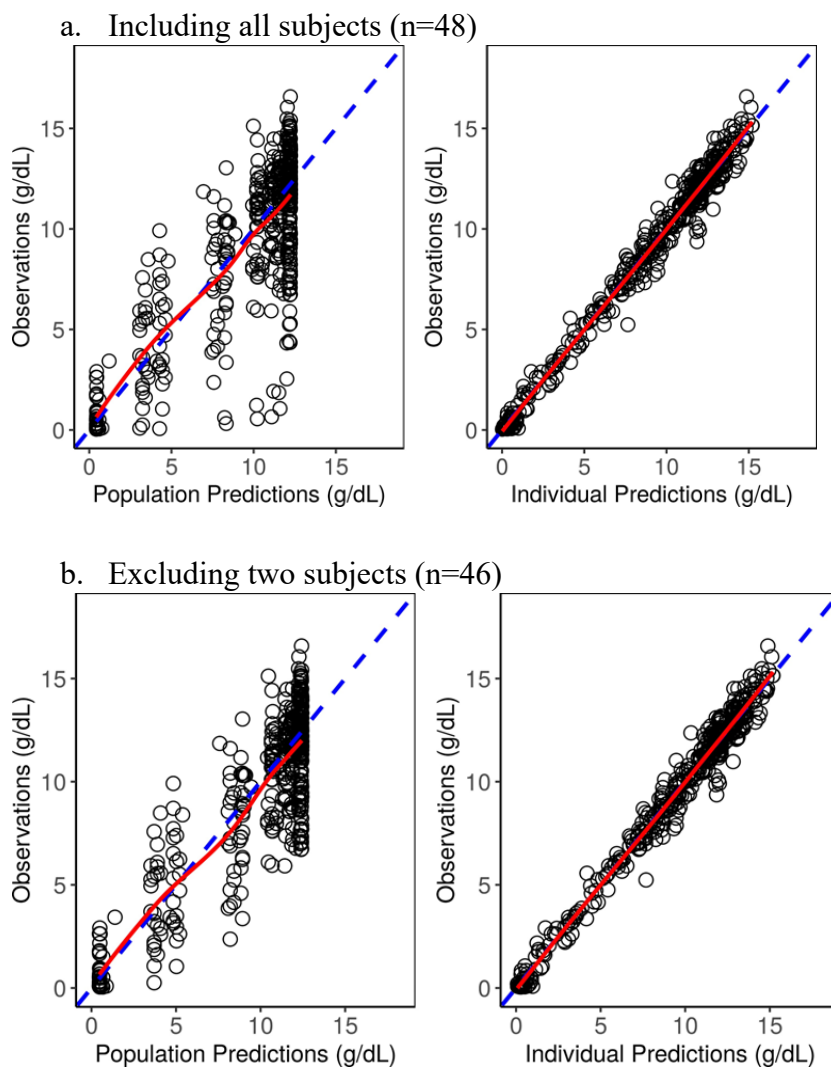 a. Including all subjects (n=48)
15
10
5
0
Observations (g/dL)
0 5 10 15
Population Predictions (g/dL)
15
10
5
0
Observations (g/dL)
0 5 10 15
Individual Predictions (g/dL)
b. Excluding two subjects (n=46)
15
10
5
0
Observations (g/dL)
0 5 10 15
Population Predictions (g/dL)
15
10
5
0
Observations (g/dL)
0 5 10 15
Individual Predictions (g/dL)